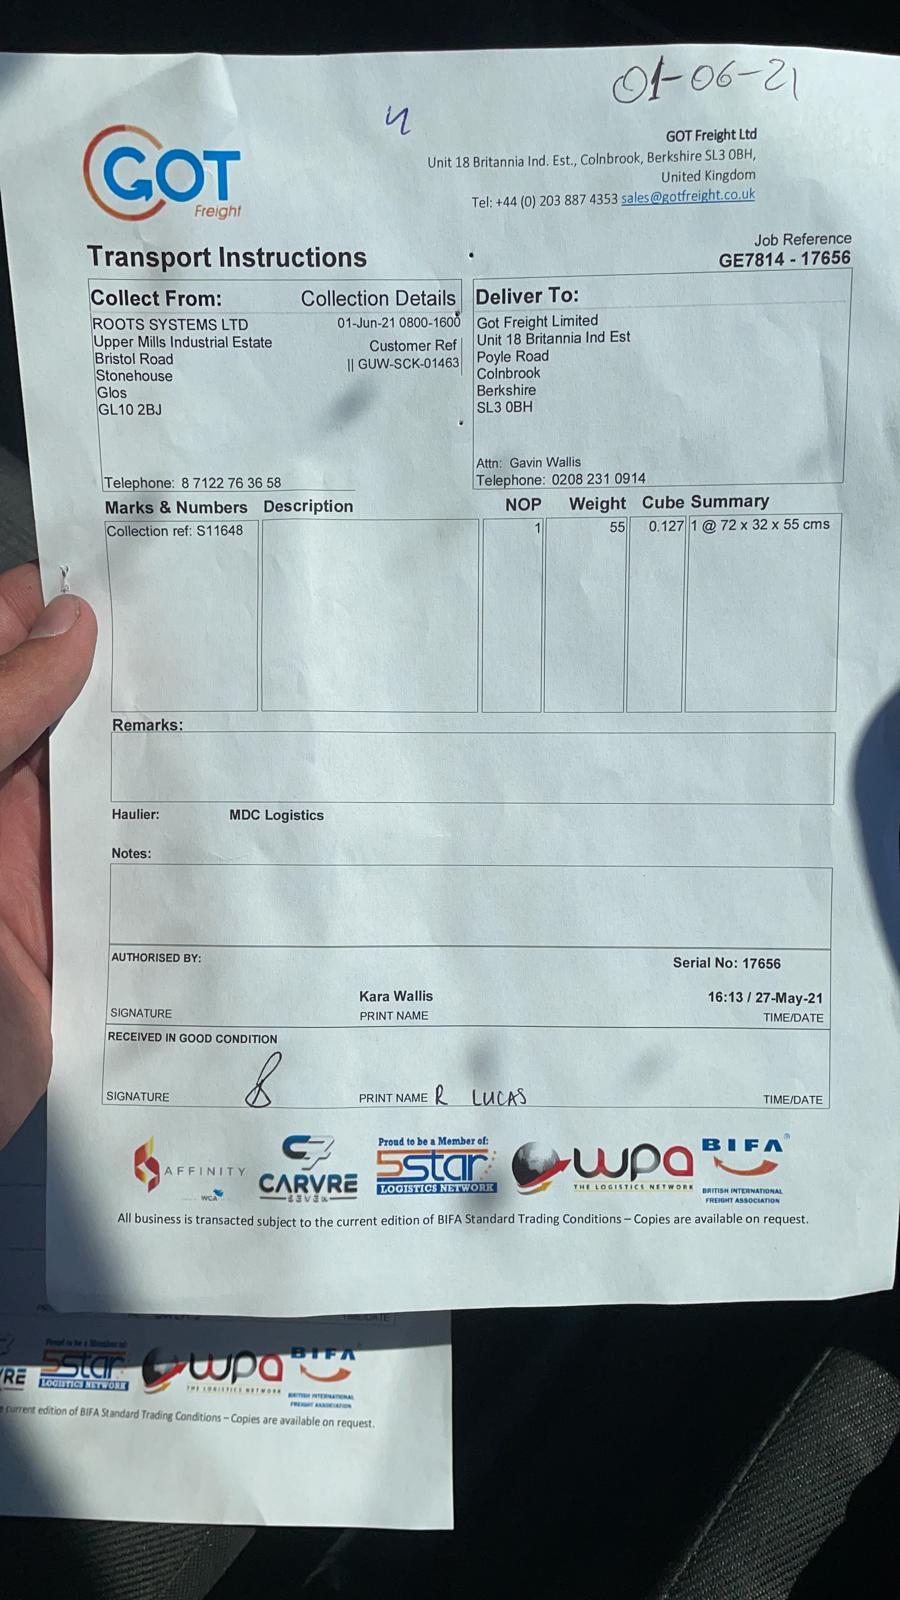 01-06-21
GOT
Freight
GOT Freight Ltd
Unit 18 Britannia Ind. Est., Colnbrook, Berkshire SL3 0BH,
United Kingdom
Tel: +44 (0) 203 887 4353 sales@gotfreight.co.uk
Job Reference
GE7814 - 17656
Transport Instructions
Collect From: Collection Details
ROOTS SYSTEMS LTD 01-Jun-21 0800-1600
Upper Mills Industrial Estate Customer Ref
Bristol Road || GUW-SCK-01463
Stonehouse
Glos
GL10 2BJ
Telephone: 8 7122 76 36 58
Deliver To:
Got Freight Limited
Unit 18 Britannia Ind Est
Poyle Road
Colnbrook
Berkshire
SL3 0BH
Attn: Gavin Wallis
Telephone: 0208 231 0914
Marks & Numbers Description NOP Weight Cube Summary
Collection ref: S11648 1 55 0.127 1 @ 72 x 32 x 55 cms
Remarks:
Haulier: MDC Logistics
Notes:
AUTHORISED BY: Serial No: 17656
Kara Wallis 16:13 / 27-May-21
SIGNATURE PRINT NAME TIME/DATE
RECEIVED IN GOOD CONDITION
SIGNATURE PRINT NAME R LUCAS TIME/DATE
AFFINITY
WCA
CARVRE
SEVEN
Proud to be a Member of:
5star
LOGISTICS NETWORK
wpa
THE LOGISTICS NETWORK
BIFA
BRITISH INTERNATIONAL
FREIGHT ASSOCIATION
All business is transacted subject to the current edition of BIFA Standard Trading Conditions – Copies are available on request.
TIME/DATE
RE
Proud to be a Member of:
5star
LOGISTICS NETWORK
wpa
THE LOGISTICS NETWORK
BIFA
BRITISH INTERNATIONAL
FREIGHT ASSOCIATION
current edition of BIFA Standard Trading Conditions – Copies are available on request.